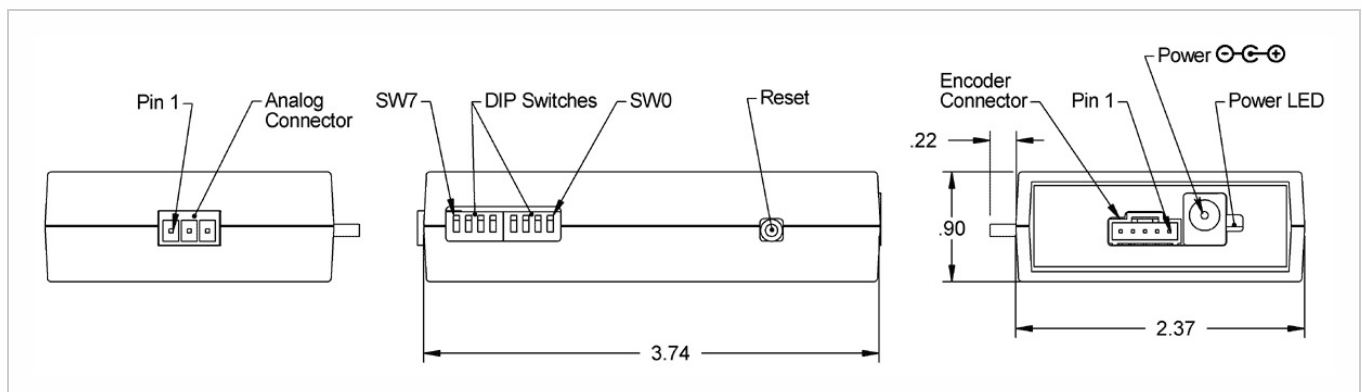 Pin 1
Analog
Connector
SW7
DIP Switches
SW0
Reset
3.74
Power
Encoder
Connector
Pin 1
Power LED
.22
.90
2.37